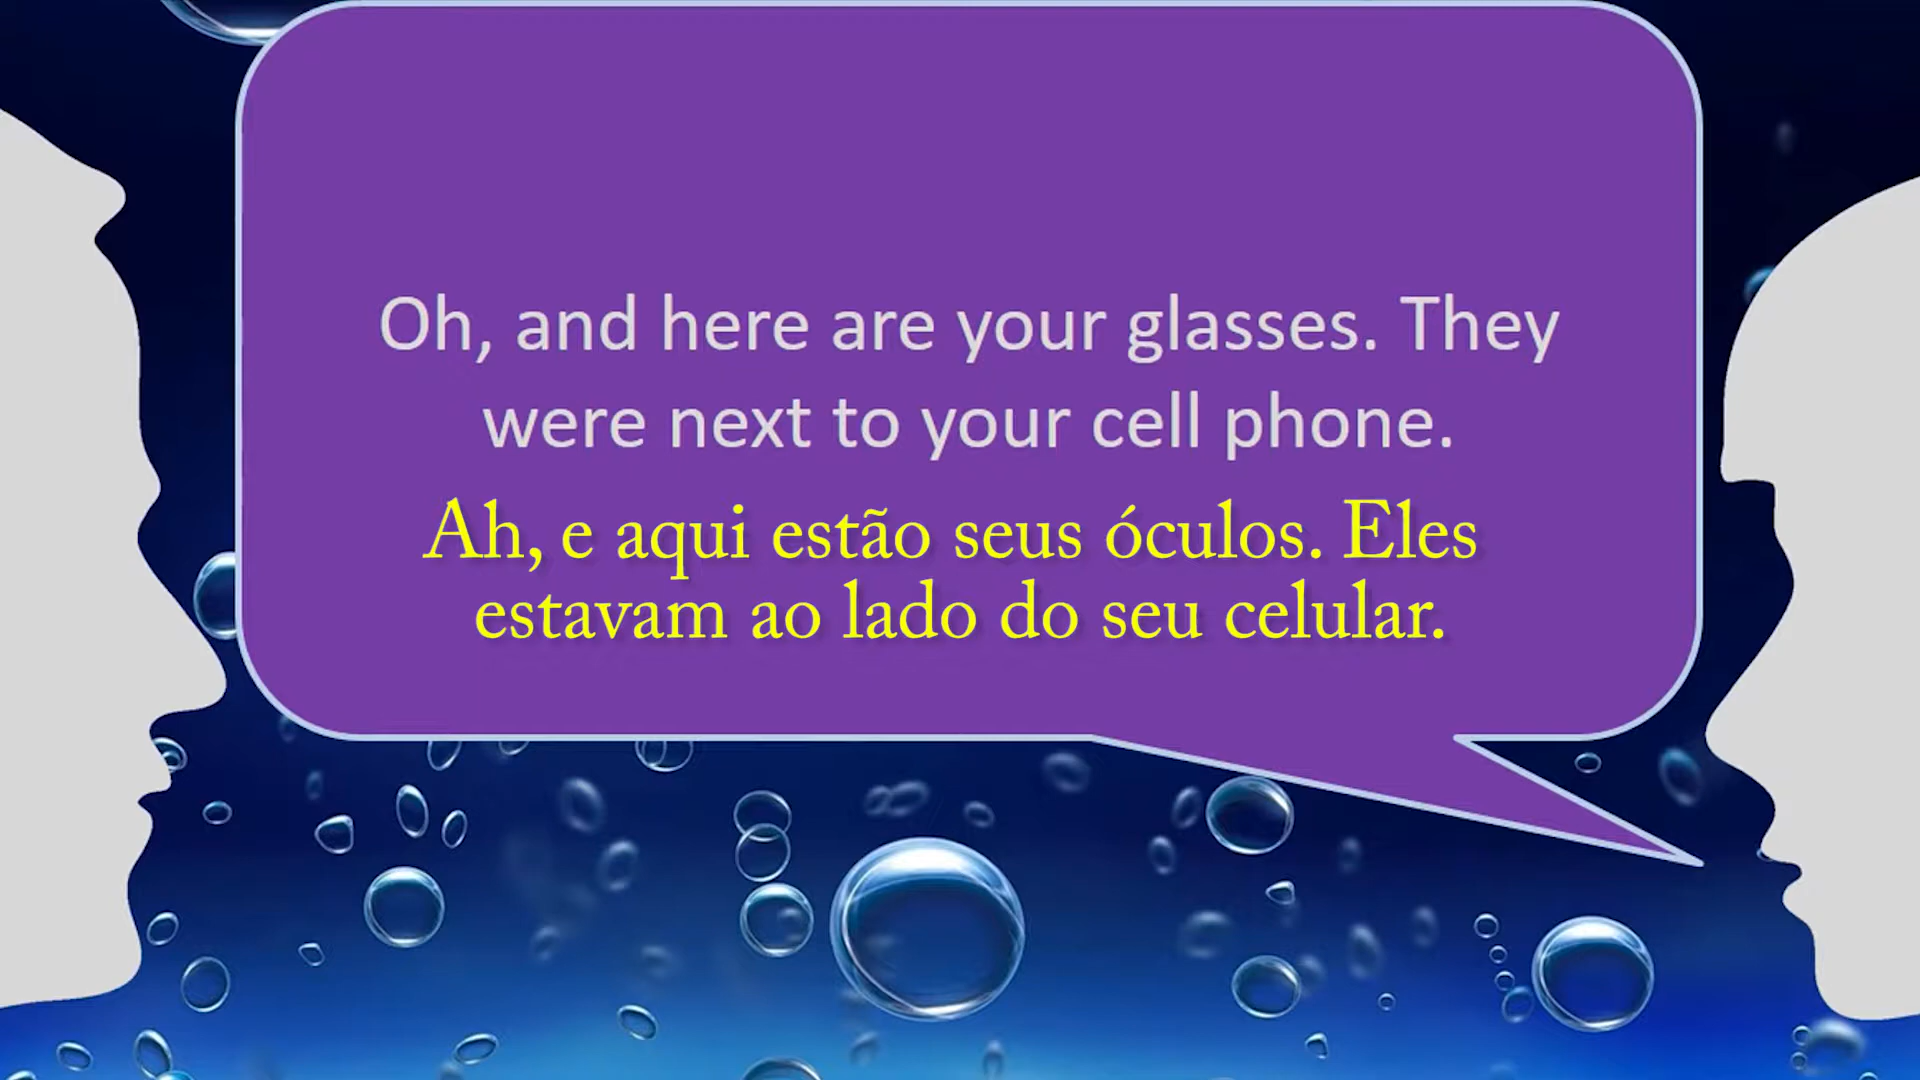 Oh, and here are your glasses. They
were next to your cell phone.
Ah, e aqui estão seus óculos. Eles
estavam ao lado do seu celular.